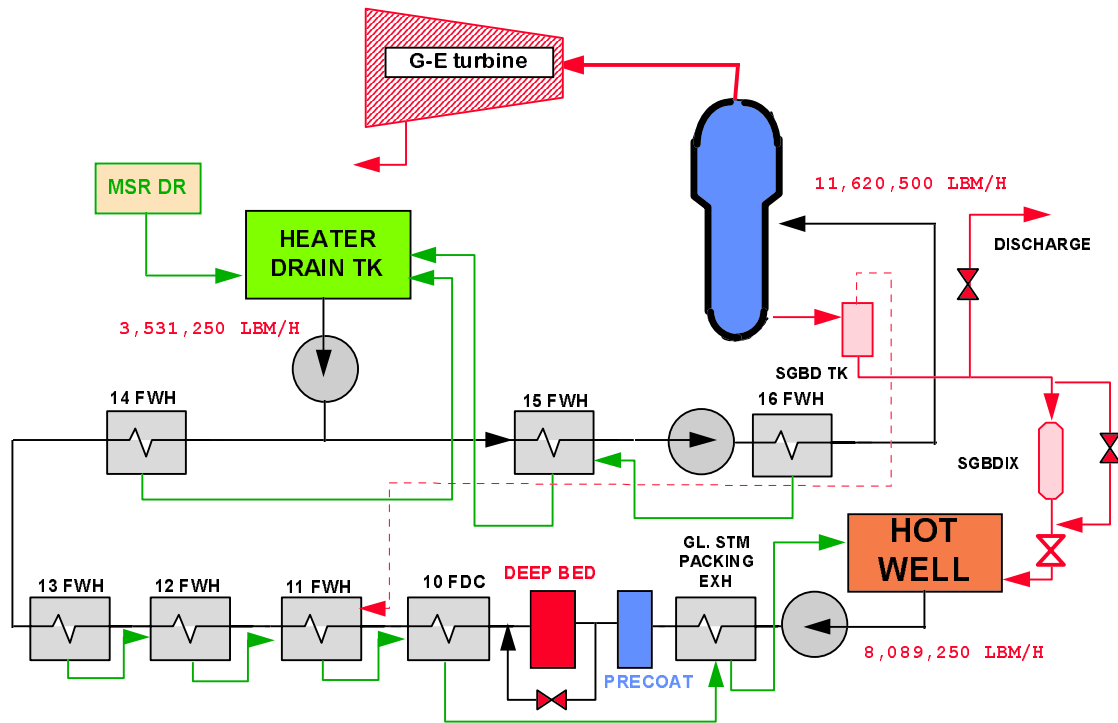 G-E turbine
MSR DR
11,620,500 LBM/H
HEATER
DRAIN TK
DISCHARGE
3,531,250 LBM/H
SGBD TK
14 FWH
15 FWH
16 FWH
SGBDIX
HOT
WELL
GL. STM
PACKING
EXH
13 FWH
12 FWH
11 FWH
10 FDC
DEEP BED
PRECOAT
8,089,250 LBM/H